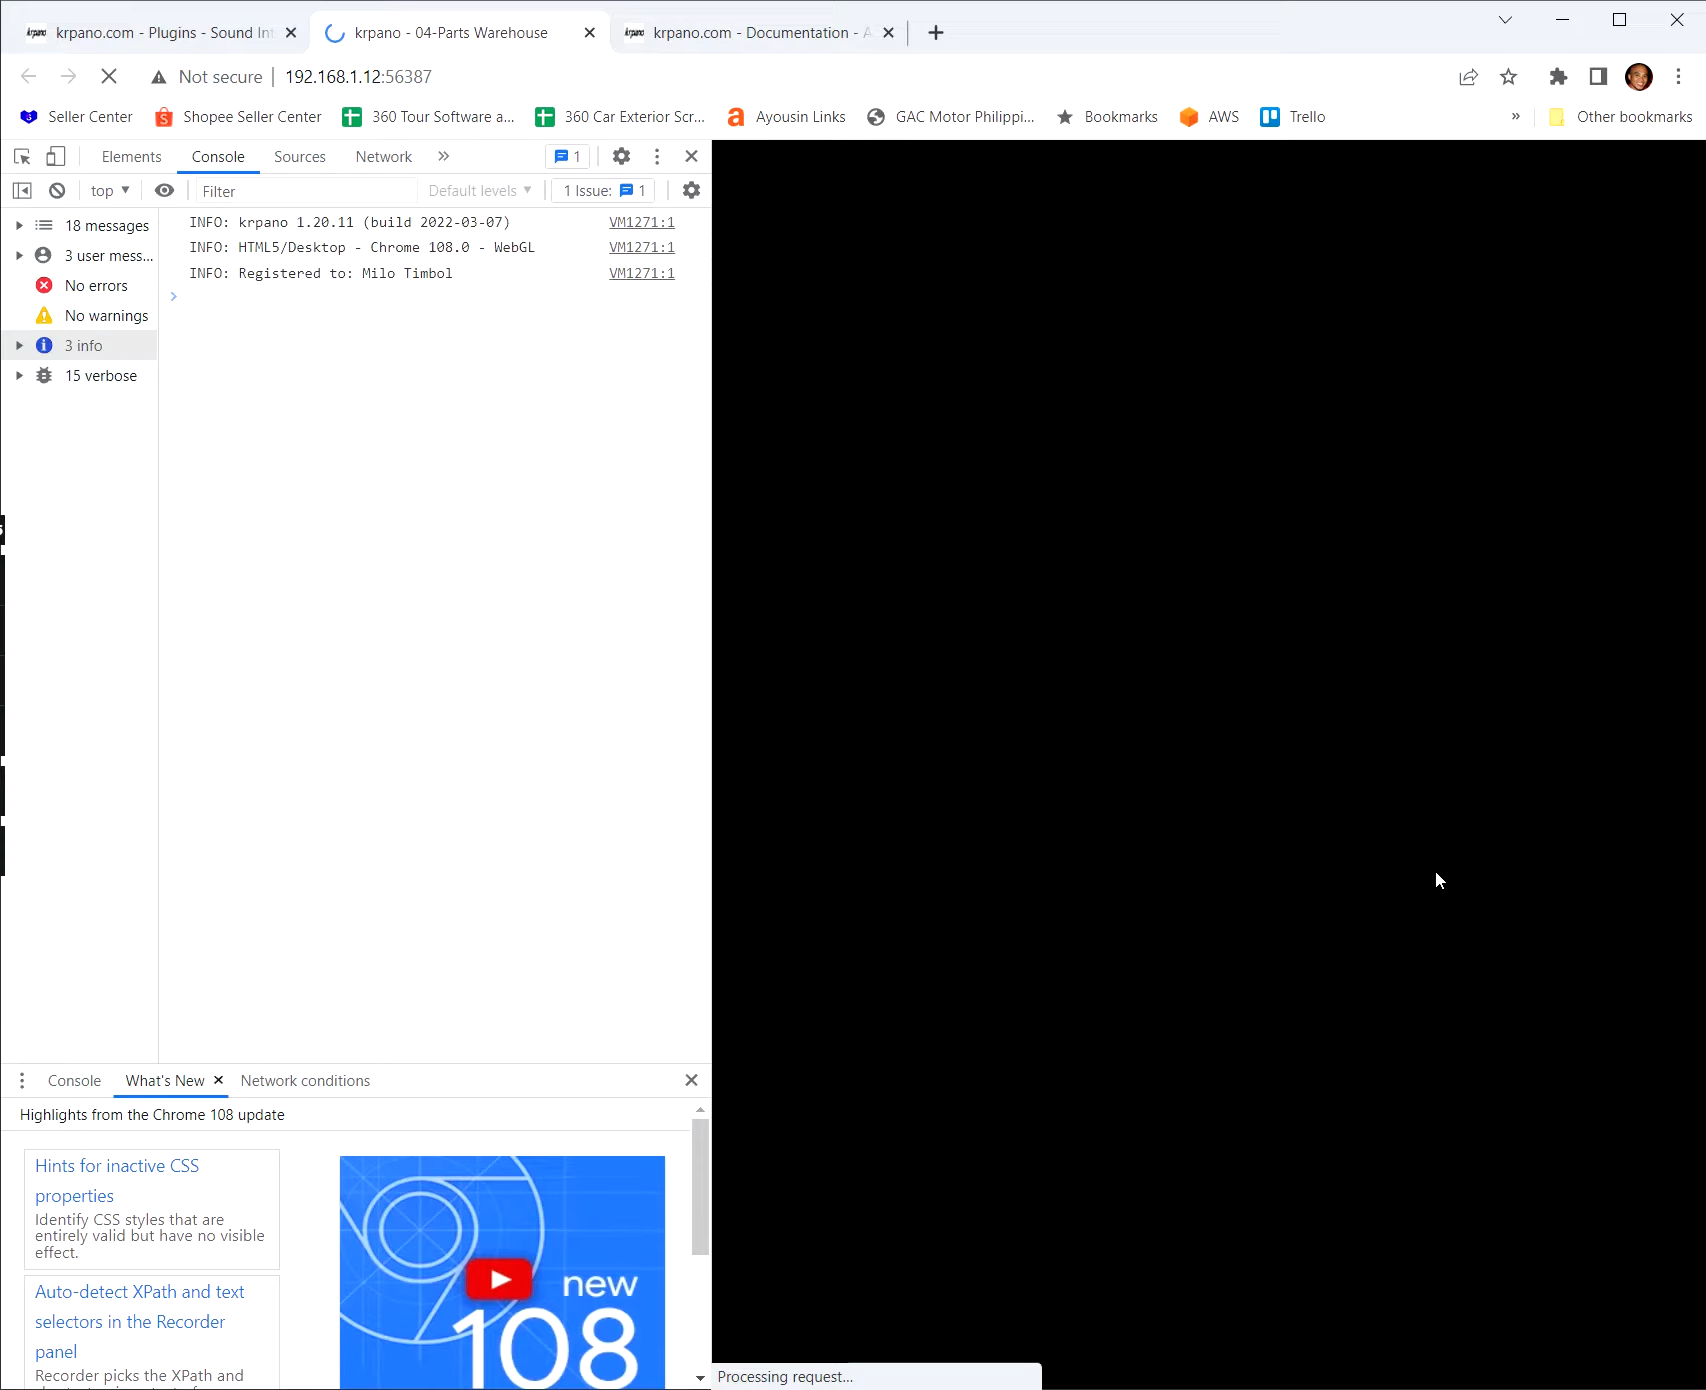 krpano krpano.com - Plugins - Sound Int
krpano - 04-Parts Warehouse
krpano krpano.com - Documentation - A
Not secure | 192.168.1.12:56387
Seller Center Shopee Seller Center 360 Tour Software a... 360 Car Exterior Scr... Ayousin Links GAC Motor Philippi... Bookmarks AWS Trello » Other bookmarks
Elements Console Sources Network » 1
top Filter Default levels 1 Issue: 1
18 messages
3 user mess...
No errors
No warnings
3 info
15 verbose
INFO: krpano 1.20.11 (build 2022-03-07) VM1271:1
INFO: HTML5/Desktop - Chrome 108.0 - WebGL VM1271:1
INFO: Registered to: Milo Timbol VM1271:1
>
Console What's New Network conditions
Highlights from the Chrome 108 update
Hints for inactive CSS
properties
Identify CSS styles that are
entirely valid but have no visible
effect.
Auto-detect XPath and text
selectors in the Recorder
panel
Recorder picks the XPath and
new
108
Processing request...